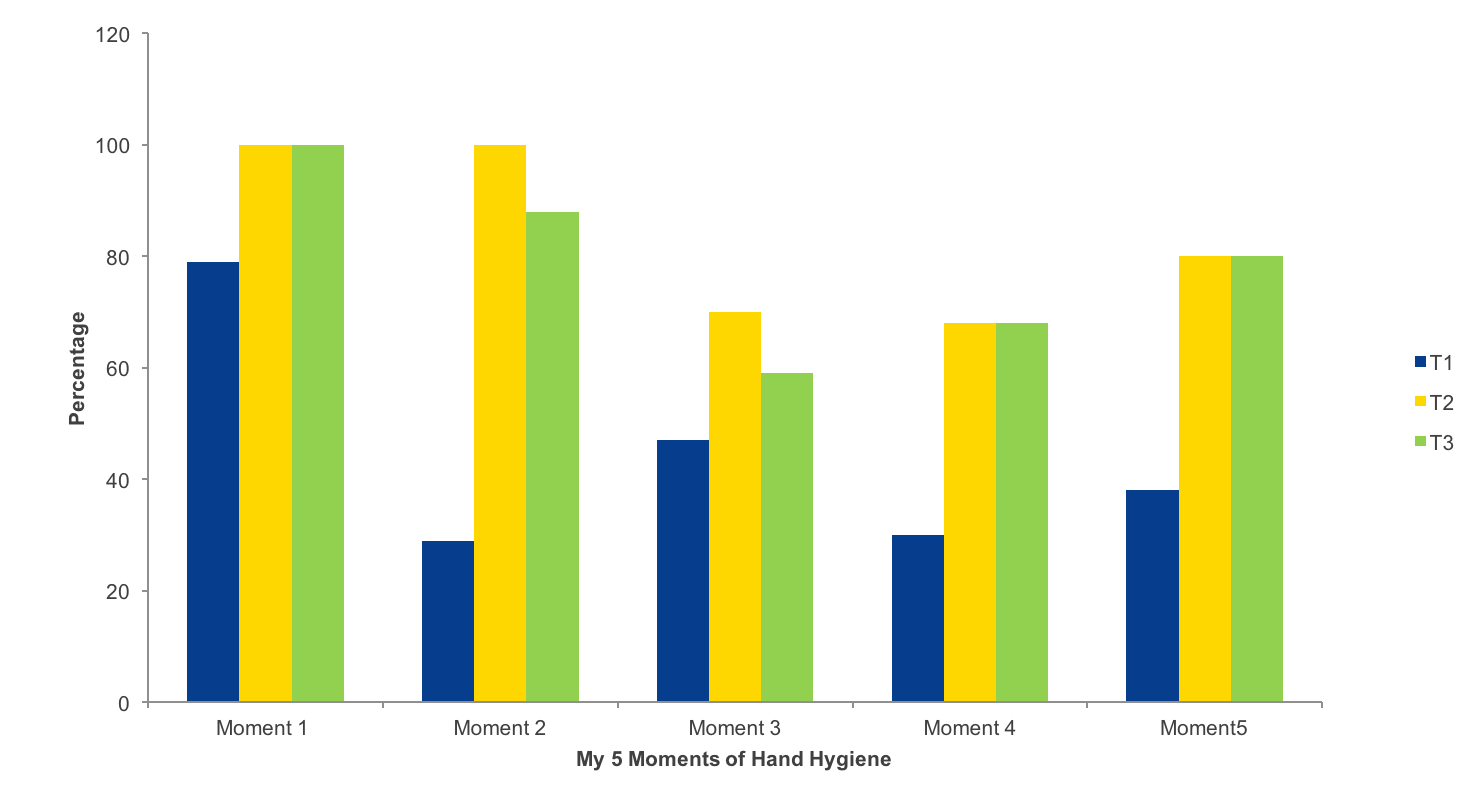 120
100
80
60
40
20
0
Percentage
Moment 1
Moment 2
Moment 3
Moment 4
Moment5
My 5 Moments of Hand Hygiene
T1
T2
T3